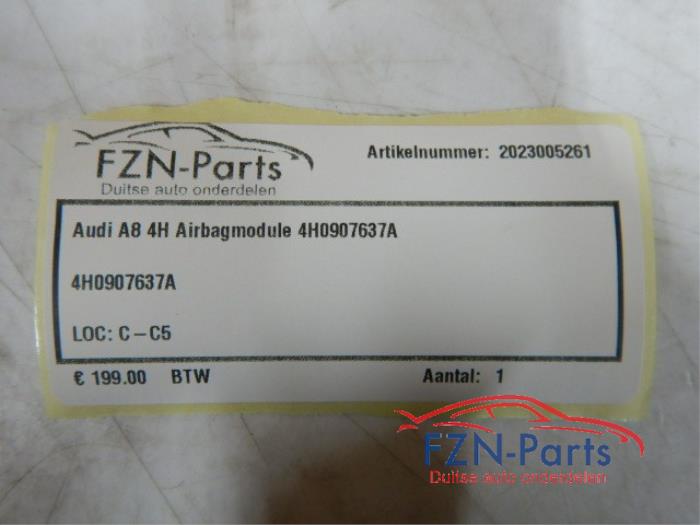 FZN-Parts
Duitse auto onderdelen
Artikelnummer: 2023005261
Audi A8 4H Airbagmodule 4H0907637A
4H0907637A
LOC: C – C5
€ 199.00 BTW
Aantal: 1
FZN-Parts
Duitse auto onderdelen